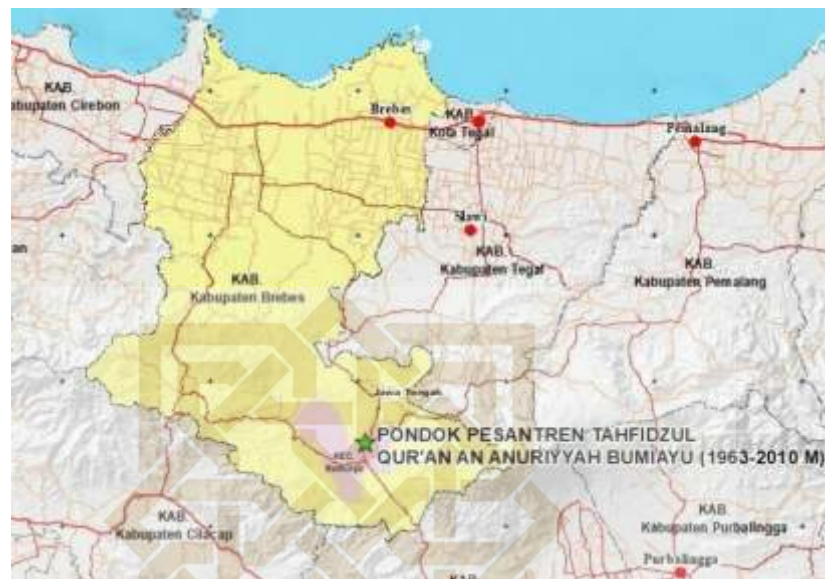 KAB.
Kabupaten Cirebon
Brebes
KAB.
Kota Tegal
Pemalang
Slawi
KAB.
Kabupaten Tegal
KAB.
Kabupaten Pemalang
KAB.
Kabupaten Brebes
Jawa Tengah
PONDOK PESANTREN TAHFIDZUL
QUR'AN AN ANURIYYAH BUMIAYU (1963-2010 M)
KEC.
KAB.
Kabupaten Cilacap
KAB.
Kabupaten Purbalingga
Purbalingga
KAB.